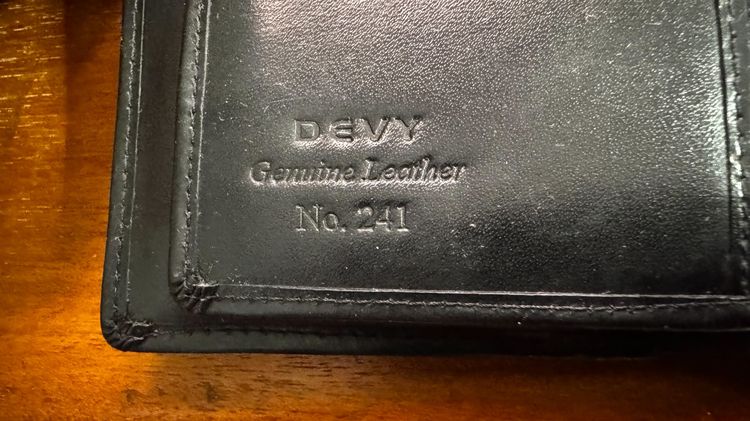 DEVY
Genuine Leather
No. 241